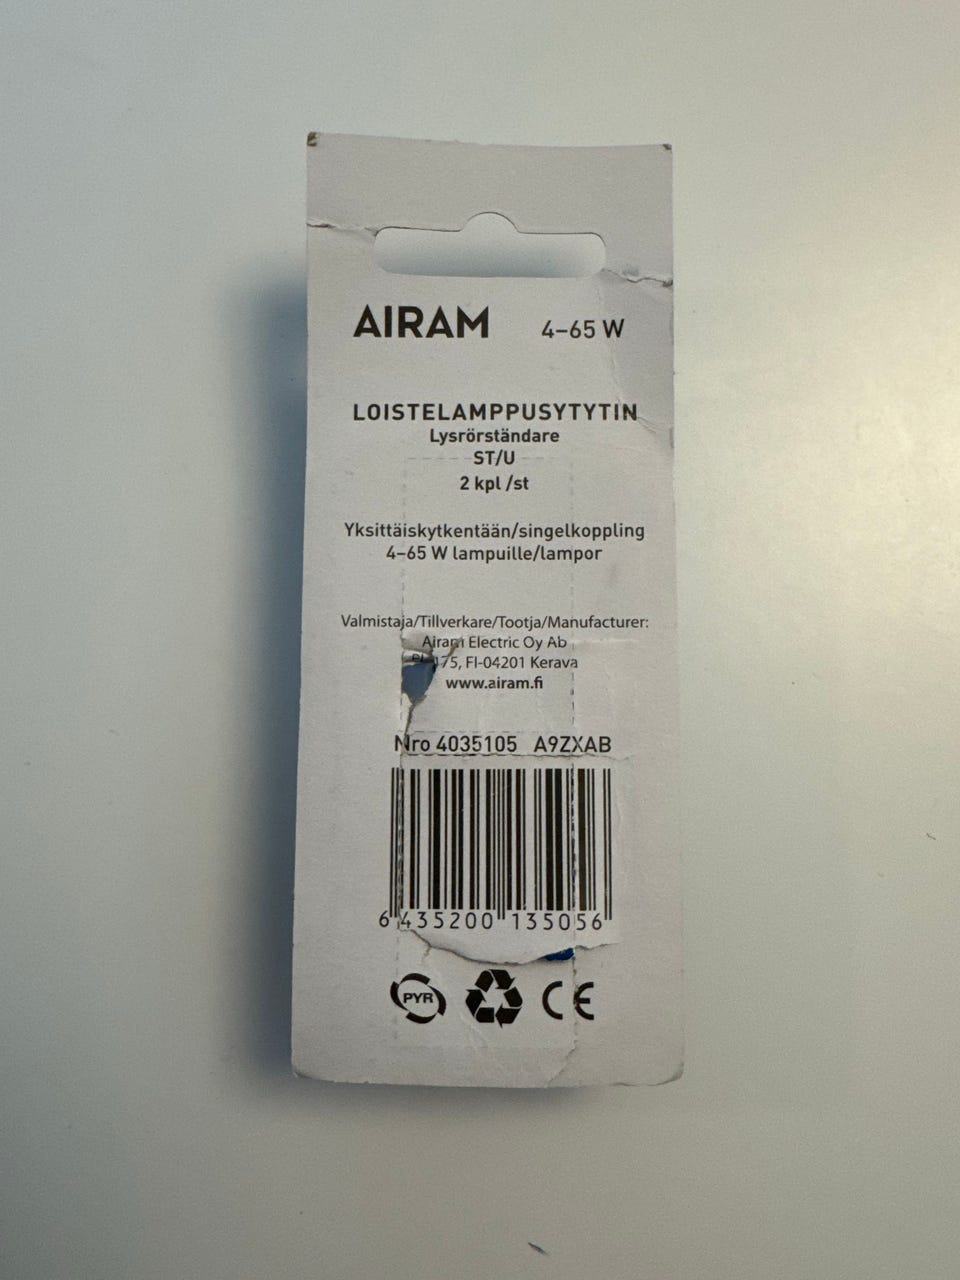 AIRAM 4–65 W
LOISTELAMPPUSYTYTIN
Lysrörständare
ST/U
2 kpl /st
Yksittäiskytkentään/singelkoppling
4–65 W lampuille/lampor
Valmistaja/Tillverkare/Tootja/Manufacturer:
Airam Electric Oy Ab
175, FI-04201 Kerava
www.airam.fi
Nro 4035105 A9ZXAB
6 435200 135056
PYR CE